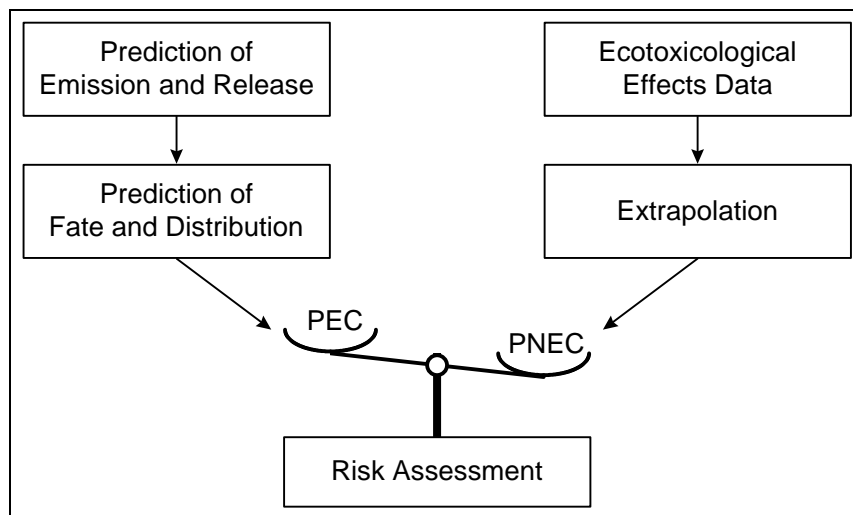 Prediction of
Emission and Release
Ecotoxicological
Effects Data
Prediction of
Fate and Distribution
Extrapolation
PEC
PNEC
Risk Assessment